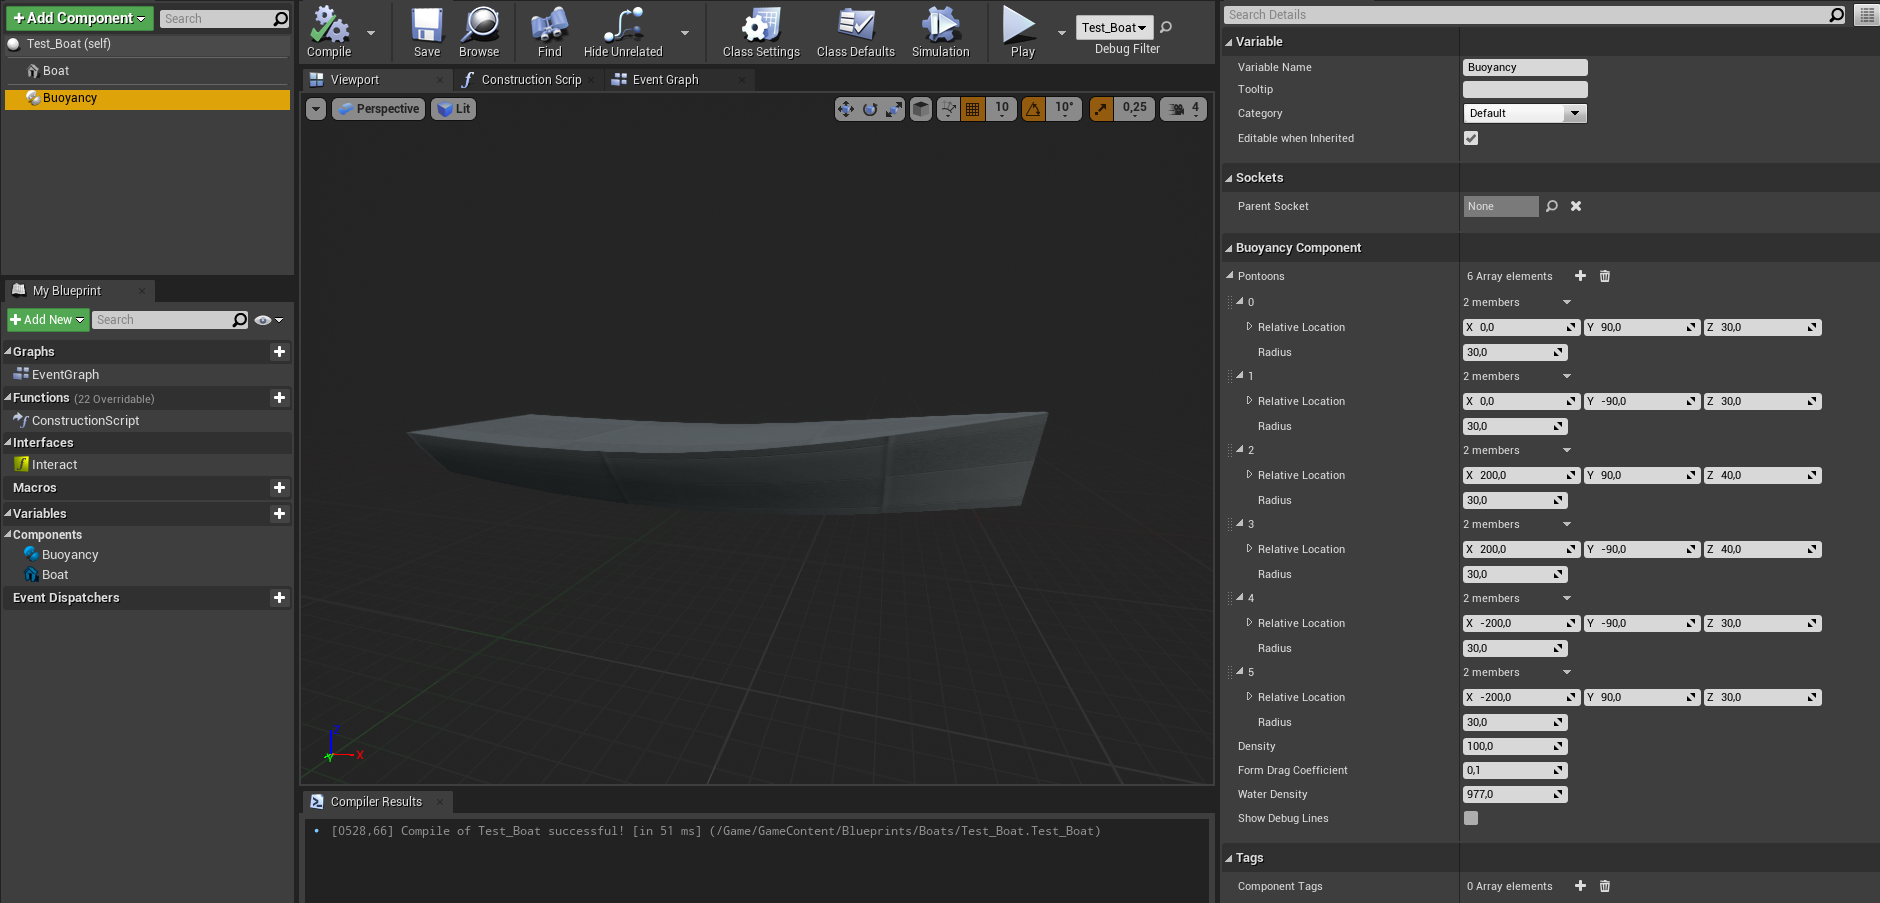 Add Component
Search
Test_Boat (self)
Boat
Buoyancy
My Blueprint
Add New
Search
Graphs
EventGraph
Functions (22 Overridable)
ConstructionScript
Interfaces
Interact
Macros
Variables
Components
Buoyancy
Boat
Event Dispatchers
Compile
Save
Browse
Find
Hide Unrelated
Class Settings
Class Defaults
Simulation
Play
Test_Boat
Debug Filter
Viewport
Construction Scrip
Event Graph
Perspective
Lit
10
10°
0,25
4
Z
X
Y
Compiler Results
• [0528,66] Compile of Test_Boat successful! [in 51 ms] (/Game/GameContent/Blueprints/Boats/Test_Boat.Test_Boat)
Search Details
Variable
Variable Name Buoyancy
Tooltip
Category Default
Editable when Inherited
Sockets
Parent Socket None
Buoyancy Component
Pontoons 6 Array elements
0 2 members
Relative Location X 0,0 Y 90,0 Z 30,0
Radius 30,0
1 2 members
Relative Location X 0,0 Y -90,0 Z 30,0
Radius 30,0
2 2 members
Relative Location X 200,0 Y 90,0 Z 40,0
Radius 30,0
3 2 members
Relative Location X 200,0 Y -90,0 Z 40,0
Radius 30,0
4 2 members
Relative Location X -200,0 Y -90,0 Z 30,0
Radius 30,0
5 2 members
Relative Location X -200,0 Y 90,0 Z 30,0
Radius 30,0
Density 100,0
Form Drag Coefficient 0,1
Water Density 977,0
Show Debug Lines
Tags
Component Tags 0 Array elements